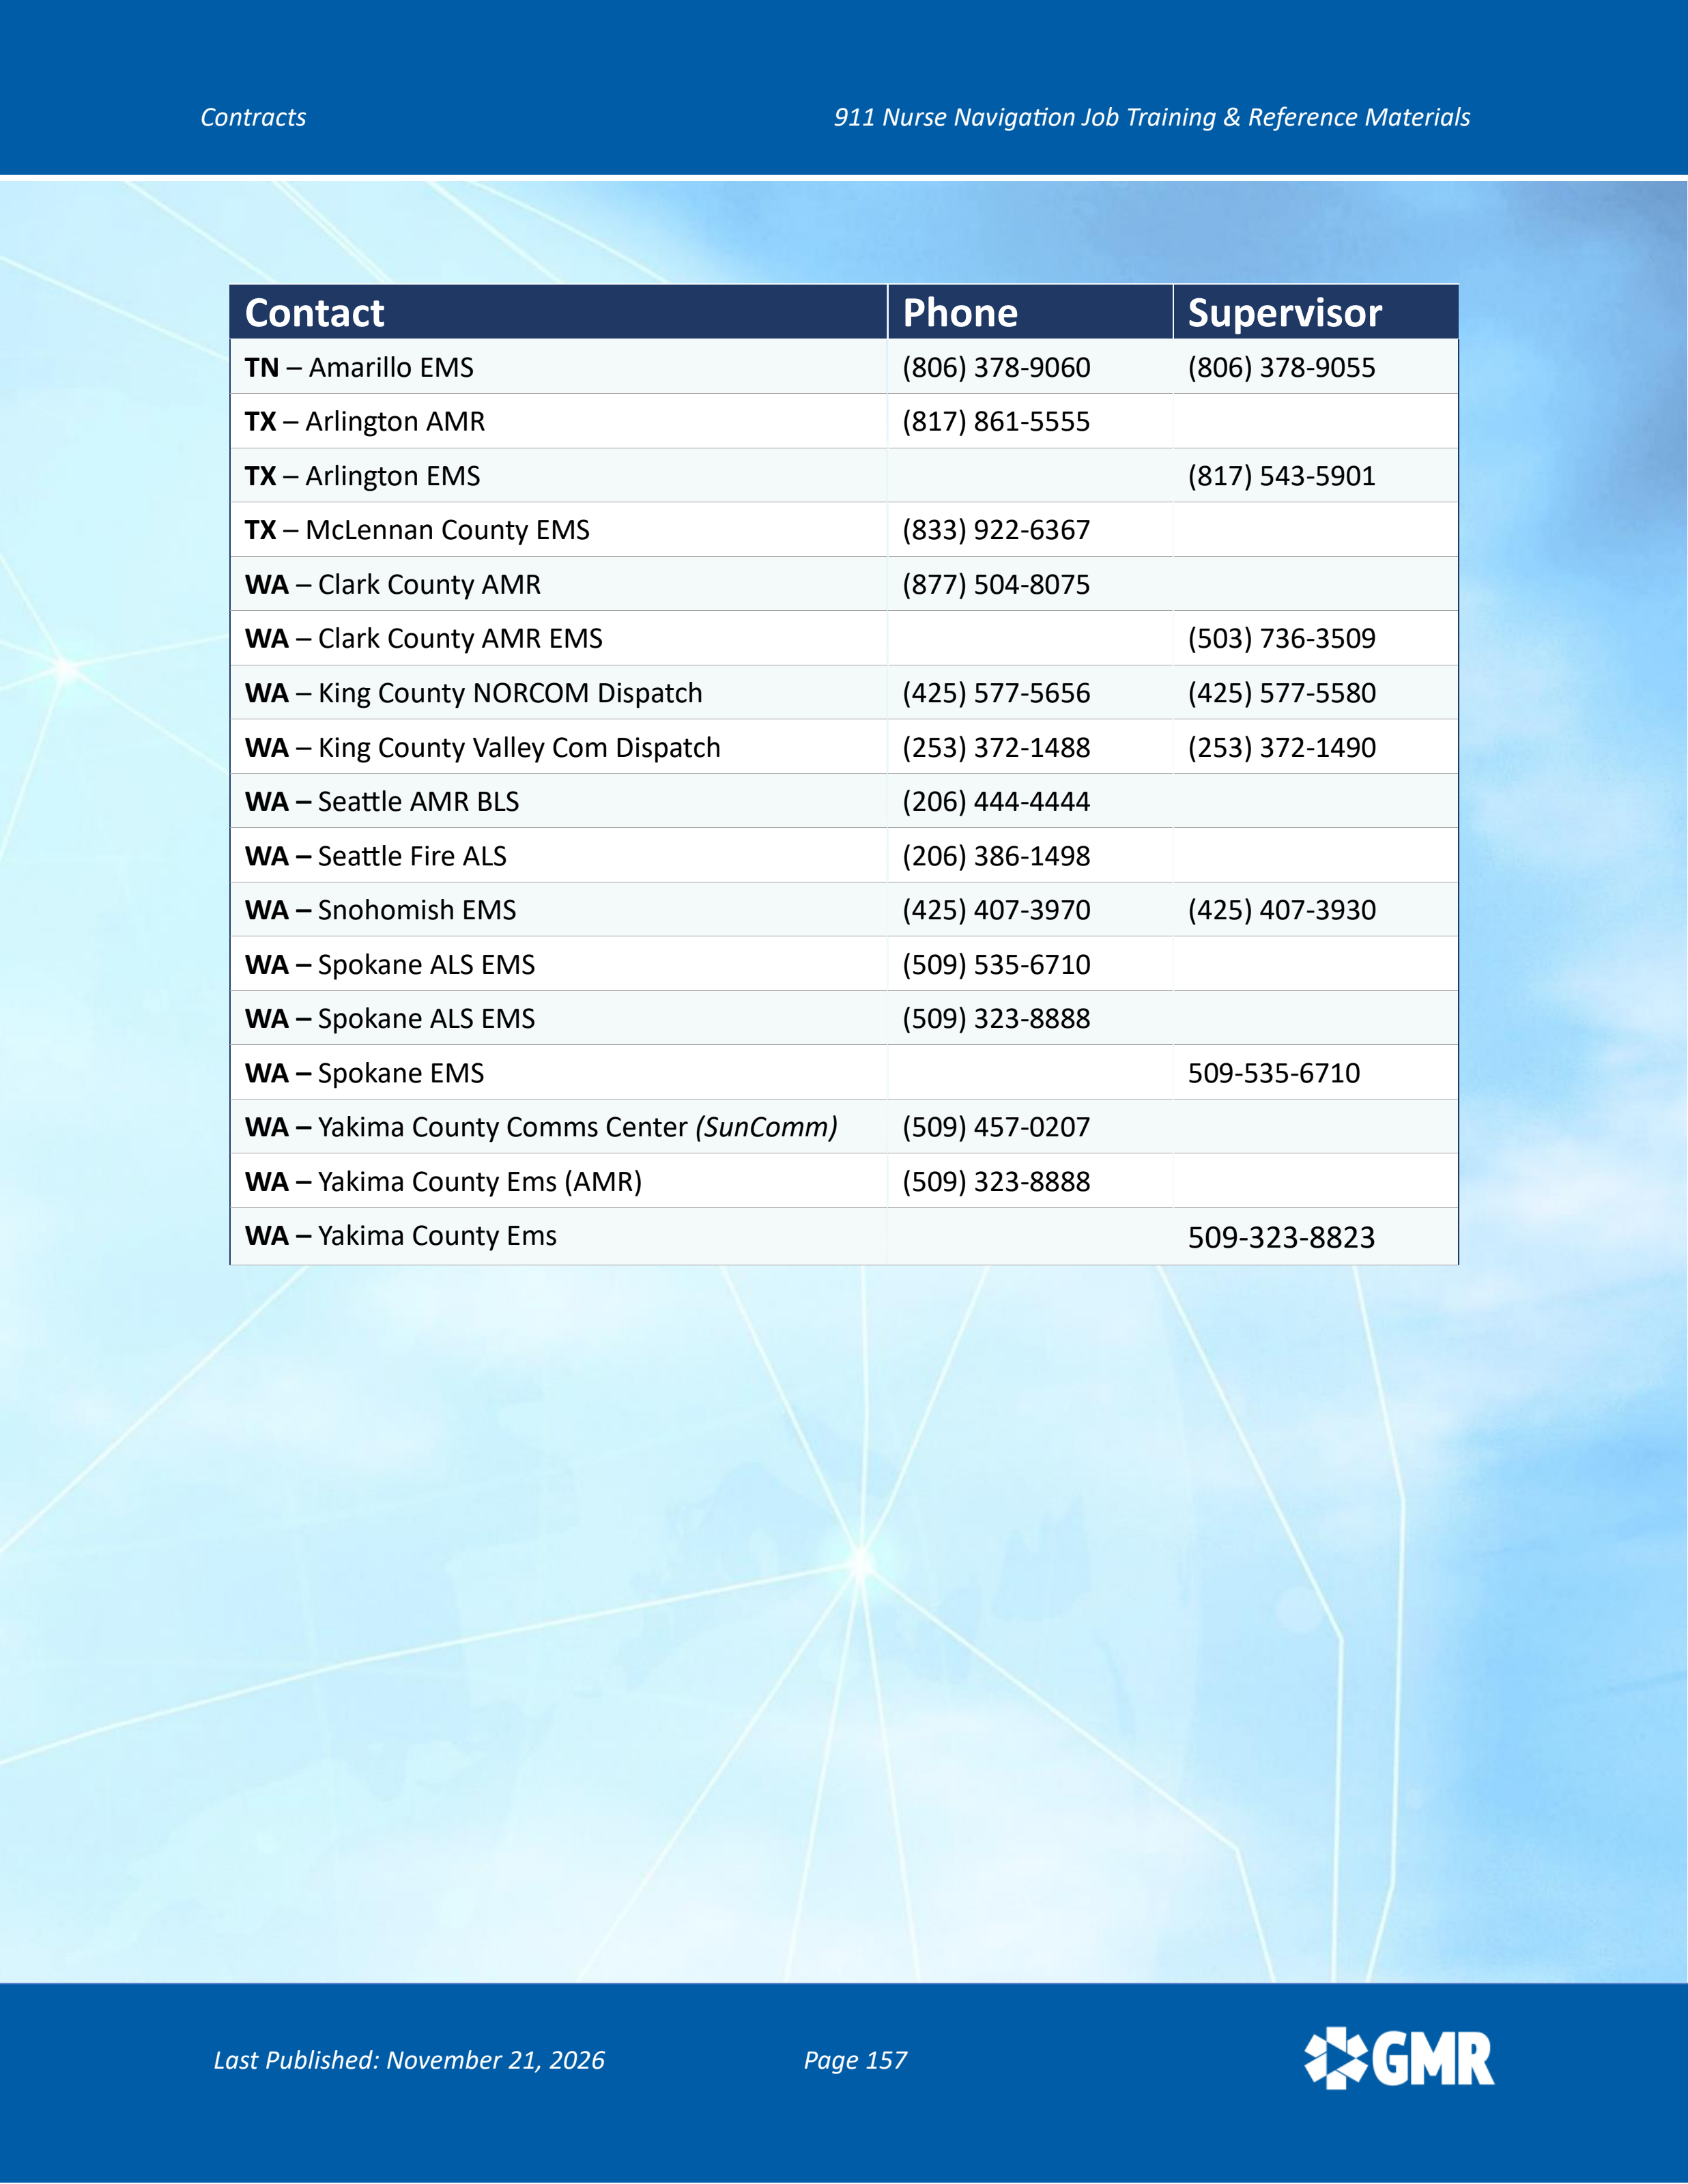 Contracts
911 Nurse Navigation Job Training & Reference Materials
Contact Phone Supervisor
TN – Amarillo EMS (806) 378-9060 (806) 378-9055
TX – Arlington AMR (817) 861-5555
TX – Arlington EMS (817) 543-5901
TX – McLennan County EMS (833) 922-6367
WA – Clark County AMR (877) 504-8075
WA – Clark County AMR EMS (503) 736-3509
WA – King County NORCOM Dispatch (425) 577-5656 (425) 577-5580
WA – King County Valley Com Dispatch (253) 372-1488 (253) 372-1490
WA – Seattle AMR BLS (206) 444-4444
WA – Seattle Fire ALS (206) 386-1498
WA – Snohomish EMS (425) 407-3970 (425) 407-3930
WA – Spokane ALS EMS (509) 535-6710
WA – Spokane ALS EMS (509) 323-8888
WA – Spokane EMS 509-535-6710
WA – Yakima County Comms Center (SunComm) (509) 457-0207
WA – Yakima County Ems (AMR) (509) 323-8888
WA – Yakima County Ems 509-323-8823
Last Published: November 21, 2026
Page 157
GMR